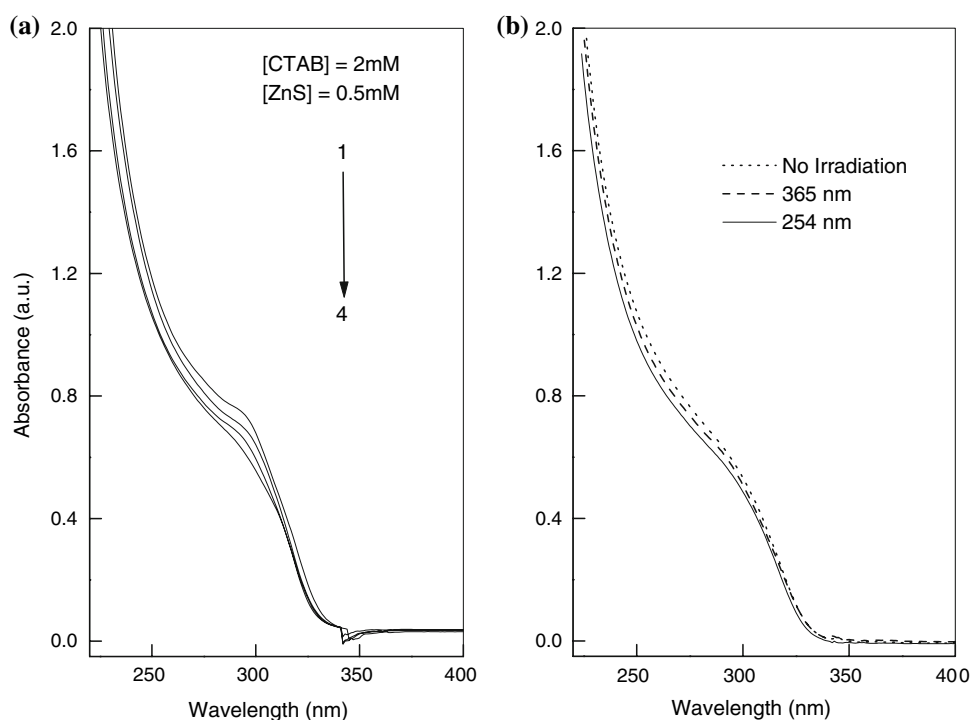 (a)
[CTAB] = 2mM
[ZnS] = 0.5mM
1
4
2.0
1.6
1.2
0.8
0.4
0.0
250
300
350
400
Absorbance (a.u.)
Wavelength (nm)
(b)
No Irradiation
365 nm
254 nm
2.0
1.6
1.2
0.8
0.4
0.0
250
300
350
400
Wavelength (nm)